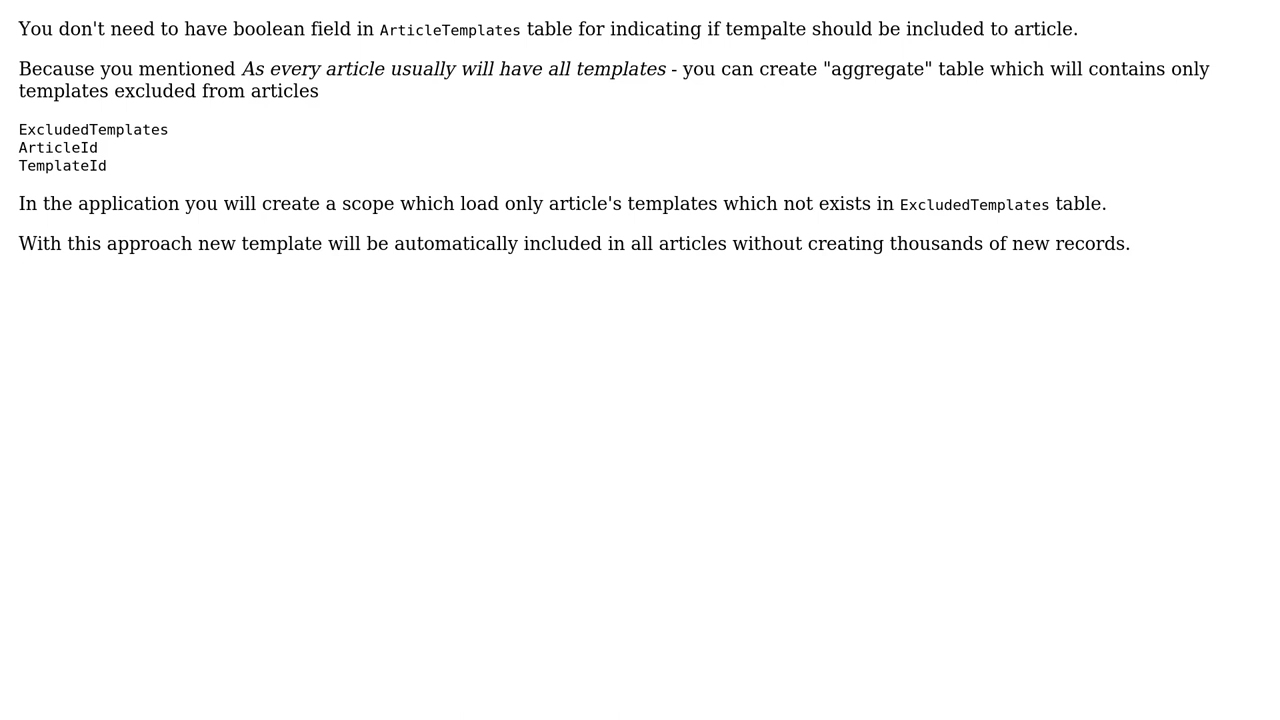 You don't need to have boolean field in ArticleTemplates table for indicating if tempalte should be included to article.
Because you mentioned As every article usually will have all templates - you can create "aggregate" table which will contains only
templates excluded from articles
ExcludedTemplates
ArticleId
TemplateId
In the application you will create a scope which load only article's templates which not exists in ExcludedTemplates table.
With this approach new template will be automatically included in all articles without creating thousands of new records.